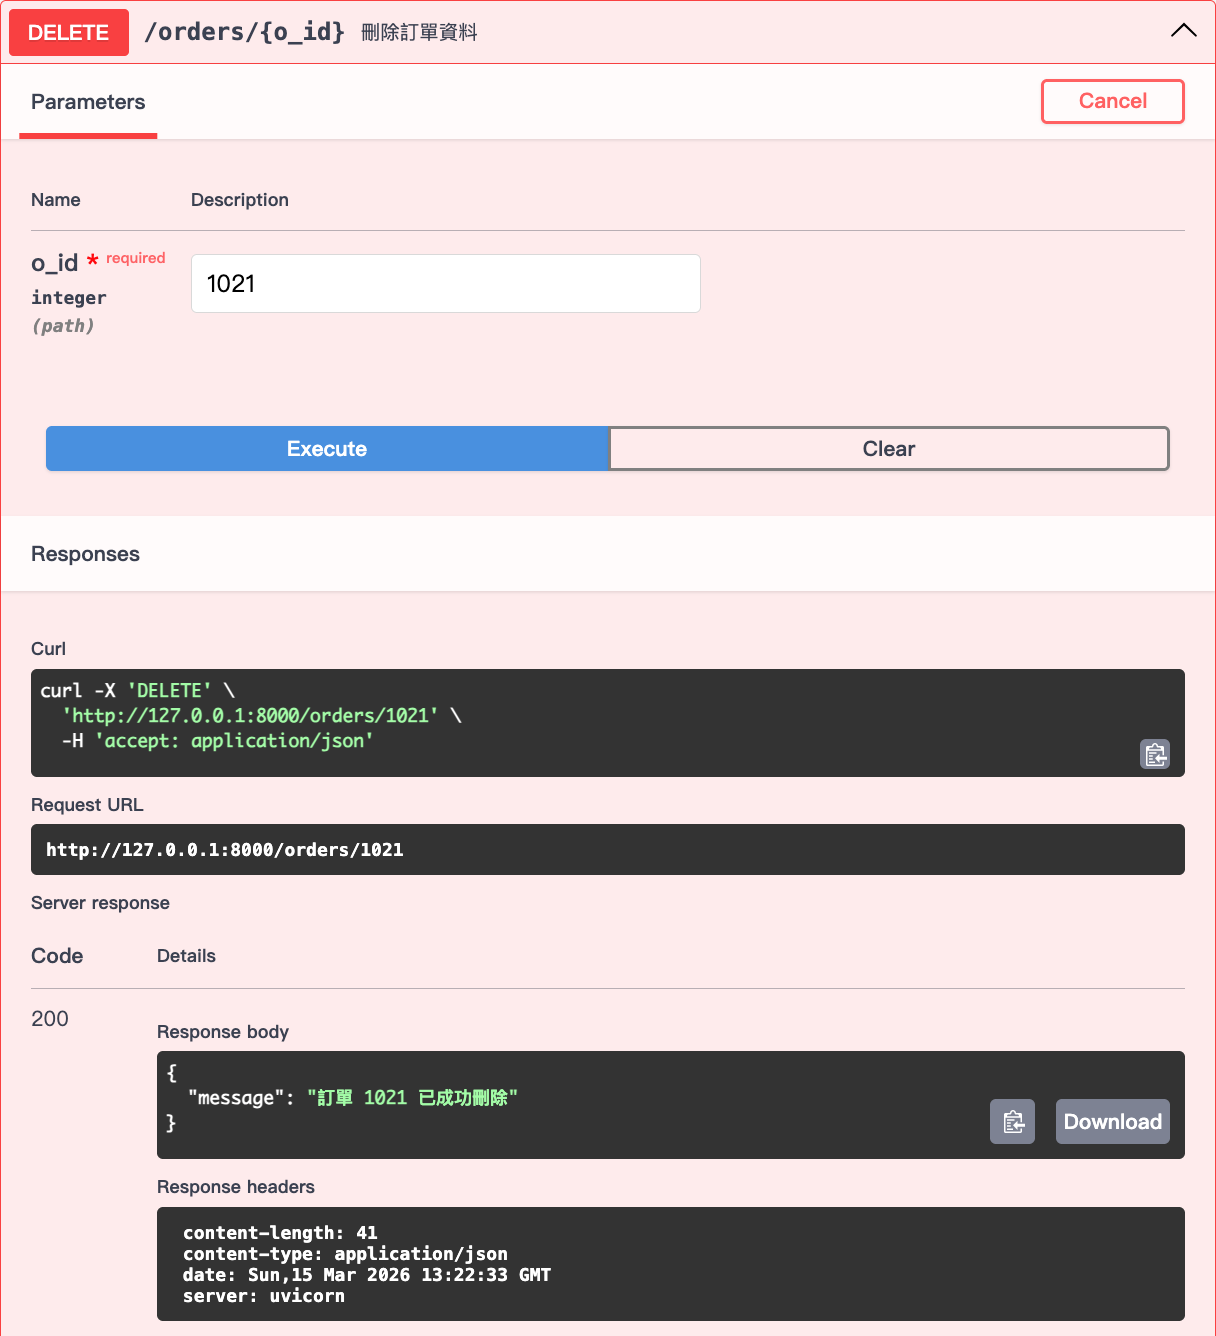 DELETE /orders/{o_id} 刪除訂單資料
Parameters
Cancel
Name Description
o_id * required
integer
(path)
1021
Execute Clear
Responses
Curl
curl -X 'DELETE' \
  'http://127.0.0.1:8000/orders/1021' \
  -H 'accept: application/json'
Request URL
http://127.0.0.1:8000/orders/1021
Server response
Code Details
200
Response body
{
  "message": "訂單 1021 已成功刪除"
}
Download
Response headers
content-length: 41
content-type: application/json
date: Sun,15 Mar 2026 13:22:33 GMT
server: uvicorn